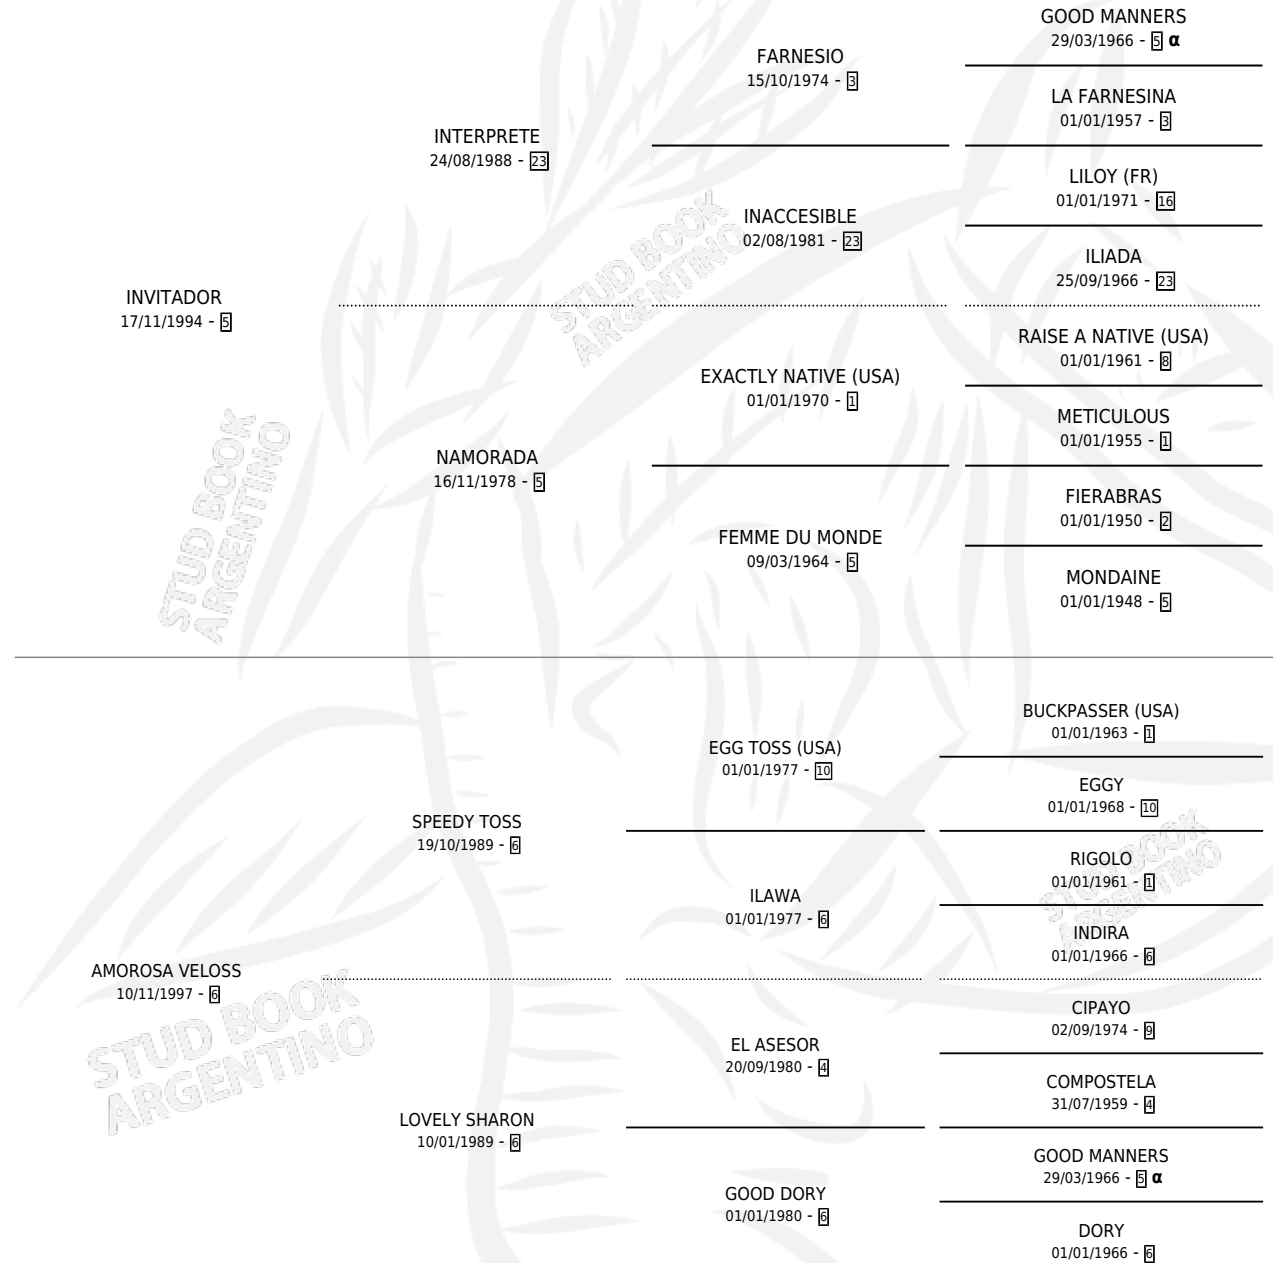 GOOD MANNERS
29/03/1966 - 5 α
FARNESIO
15/10/1974 - 3
LA FARNESINA
01/01/1957 - 3
INTERPRETE
24/08/1988 - 23
LILOY (FR)
01/01/1971 - 16
INACCESIBLE
02/08/1981 - 23
ILIADA
25/09/1966 - 23
INVITADOR
17/11/1994 - 5
RAISE A NATIVE (USA)
01/01/1961 - 8
EXACTLY NATIVE (USA)
01/01/1970 - 1
METICULOUS
01/01/1955 - 1
NAMORADA
16/11/1978 - 5
FIERABRAS
01/01/1950 - 2
FEMME DU MONDE
09/03/1964 - 5
MONDAINE
01/01/1948 - 5
BUCKPASSER (USA)
01/01/1963 - 1
EGG TOSS (USA)
01/01/1977 - 10
EGGY
01/01/1968 - 10
SPEEDY TOSS
19/10/1989 - 6
RIGOLO
01/01/1961 - 1
ILAWA
01/01/1977 - 6
INDIRA
01/01/1966 - 6
AMOROSA VELOSS
10/11/1997 - 6
CIPAYO
02/09/1974 - 9
EL ASESOR
20/09/1980 - 4
COMPOSTELA
31/07/1959 - 4
LOVELY SHARON
10/01/1989 - 6
GOOD MANNERS
29/03/1966 - 5 α
GOOD DORY
01/01/1980 - 6
DORY
01/01/1966 - 6
STUD BOOK
ARGENTINO
STUD BOOK
ARGENTINO
STUD BOOK
ARGENTINO
STUD BOOK
ARGENTINO